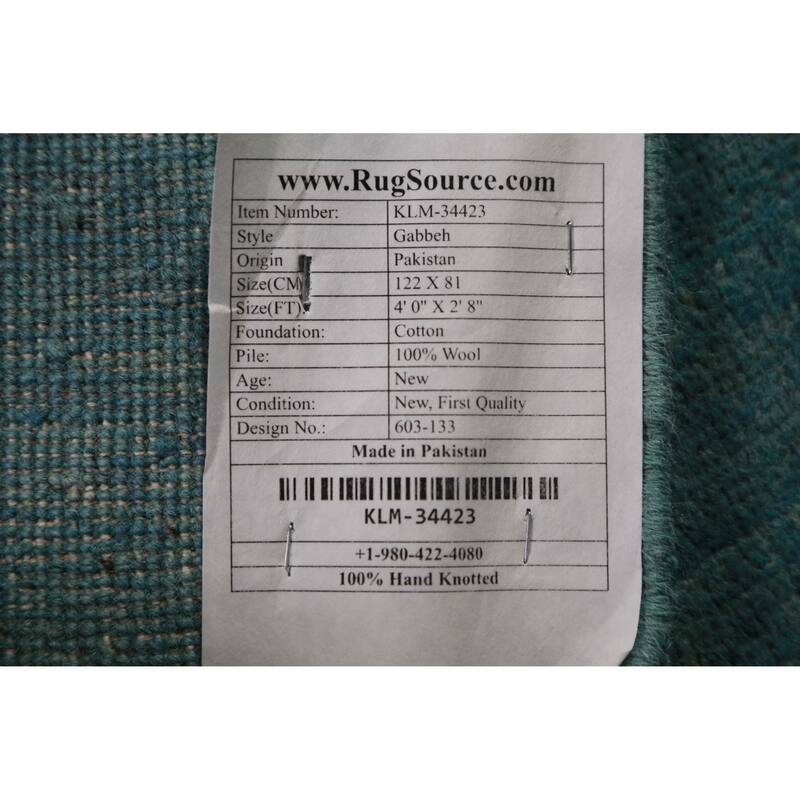 www.RugSource.com
Item Number: KLM-34423
Style Gabbeh
Origin Pakistan
Size(CM) 122 X 81
Size(FT): 4' 0" X 2' 8"
Foundation: Cotton
Pile: 100% Wool
Age: New
Condition: New, First Quality
Design No.: 603-133
Made in Pakistan
KLM-34423
+1-980-422-4080
100% Hand Knotted